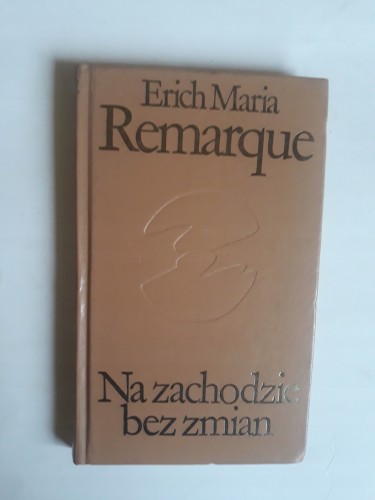 Erich Maria
Remarque
Na zachodzie
bez zmian